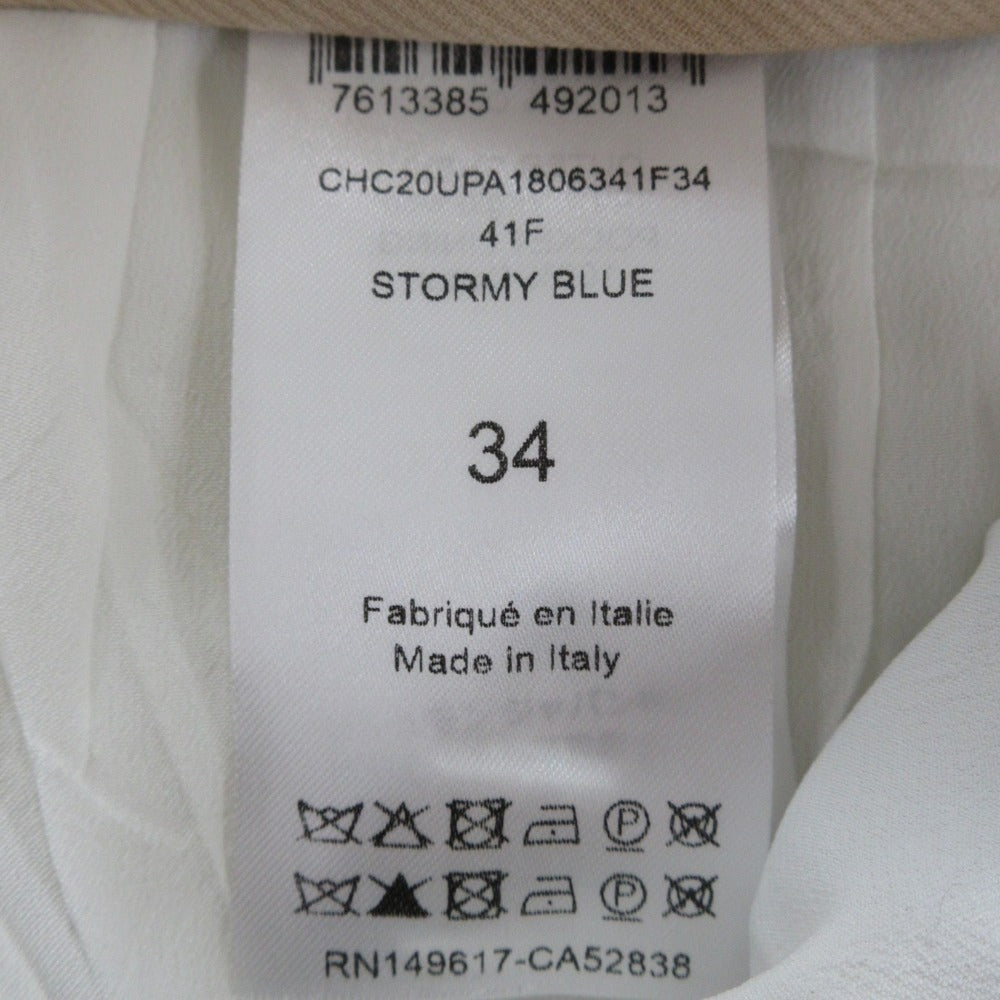 7613385 492013
CHC20UPA1806341F34
41F
STORMY BLUE
34
Fabriqué en Italie
Made in Italy
P
P
RN149617-CA52838